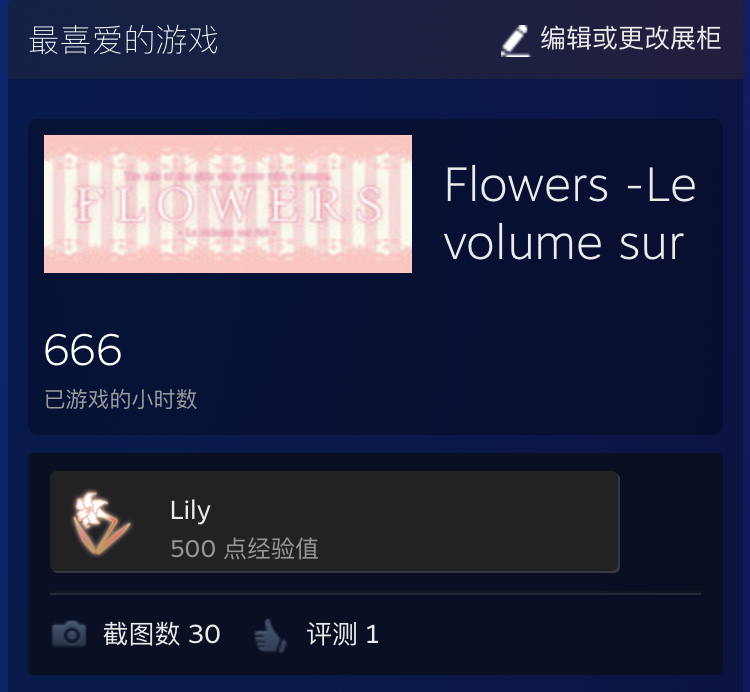 最喜爱的游戏
编辑或更改展柜
FLOWERS
Flowers -Le
volume sur
666
已游戏的小时数
Lily
500 点经验值
截图数 30
评测 1